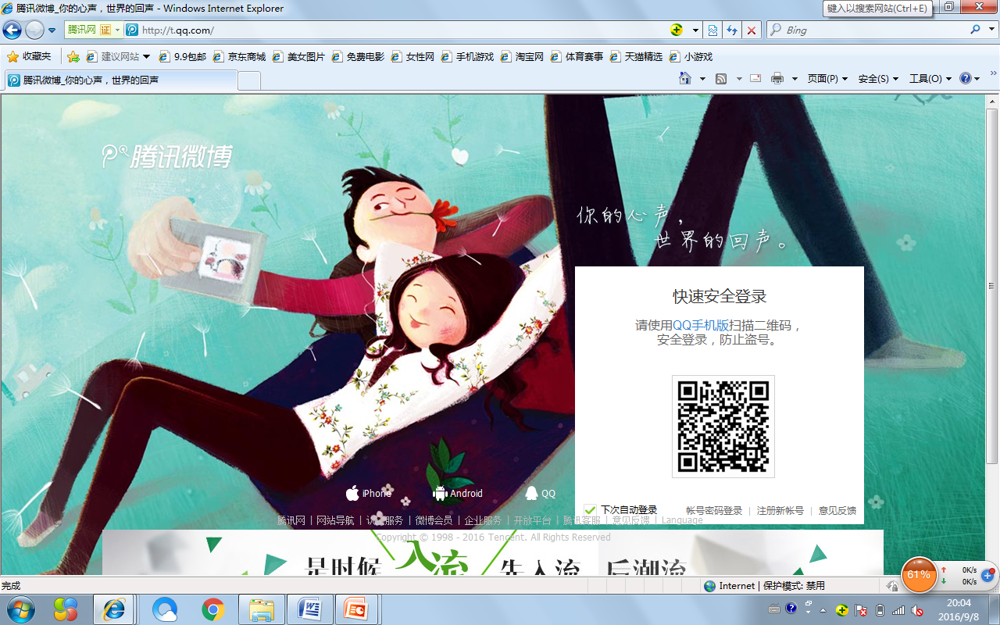 腾讯微博_你的心声，世界的回声 - Windows Internet Explorer
键入以搜索网站(Ctrl+E)
腾讯网 证 http://t.qq.com/
Bing
收藏夹 建议网站 9.9包邮 京东商城 美女图片 免费电影 女性网 手机游戏 淘宝网 体育赛事 天猫精选 小游戏
腾讯微博_你的心声，世界的回声
页面(P) 安全(S) 工具(O)
腾讯微博
你的心声，
世界的回声。
快速安全登录
请使用QQ手机版扫描二维码，
安全登录，防止盗号。
iPhone Android QQ
下次自动登录 帐号密码登录 | 注册新帐号 | 意见反馈
腾讯网 | 网站导航 | 认证服务 | 微博会员 | 企业服务 | 开放平台 | 腾讯客服 | 意见反馈 | Language
Copyright © 1998 - 2016 Tencent. All Rights Reserved
是时候 入流 先人流 后潮流
完成
Internet | 保护模式: 禁用
61%
0K/s
0K/s
20:04
2016/9/8